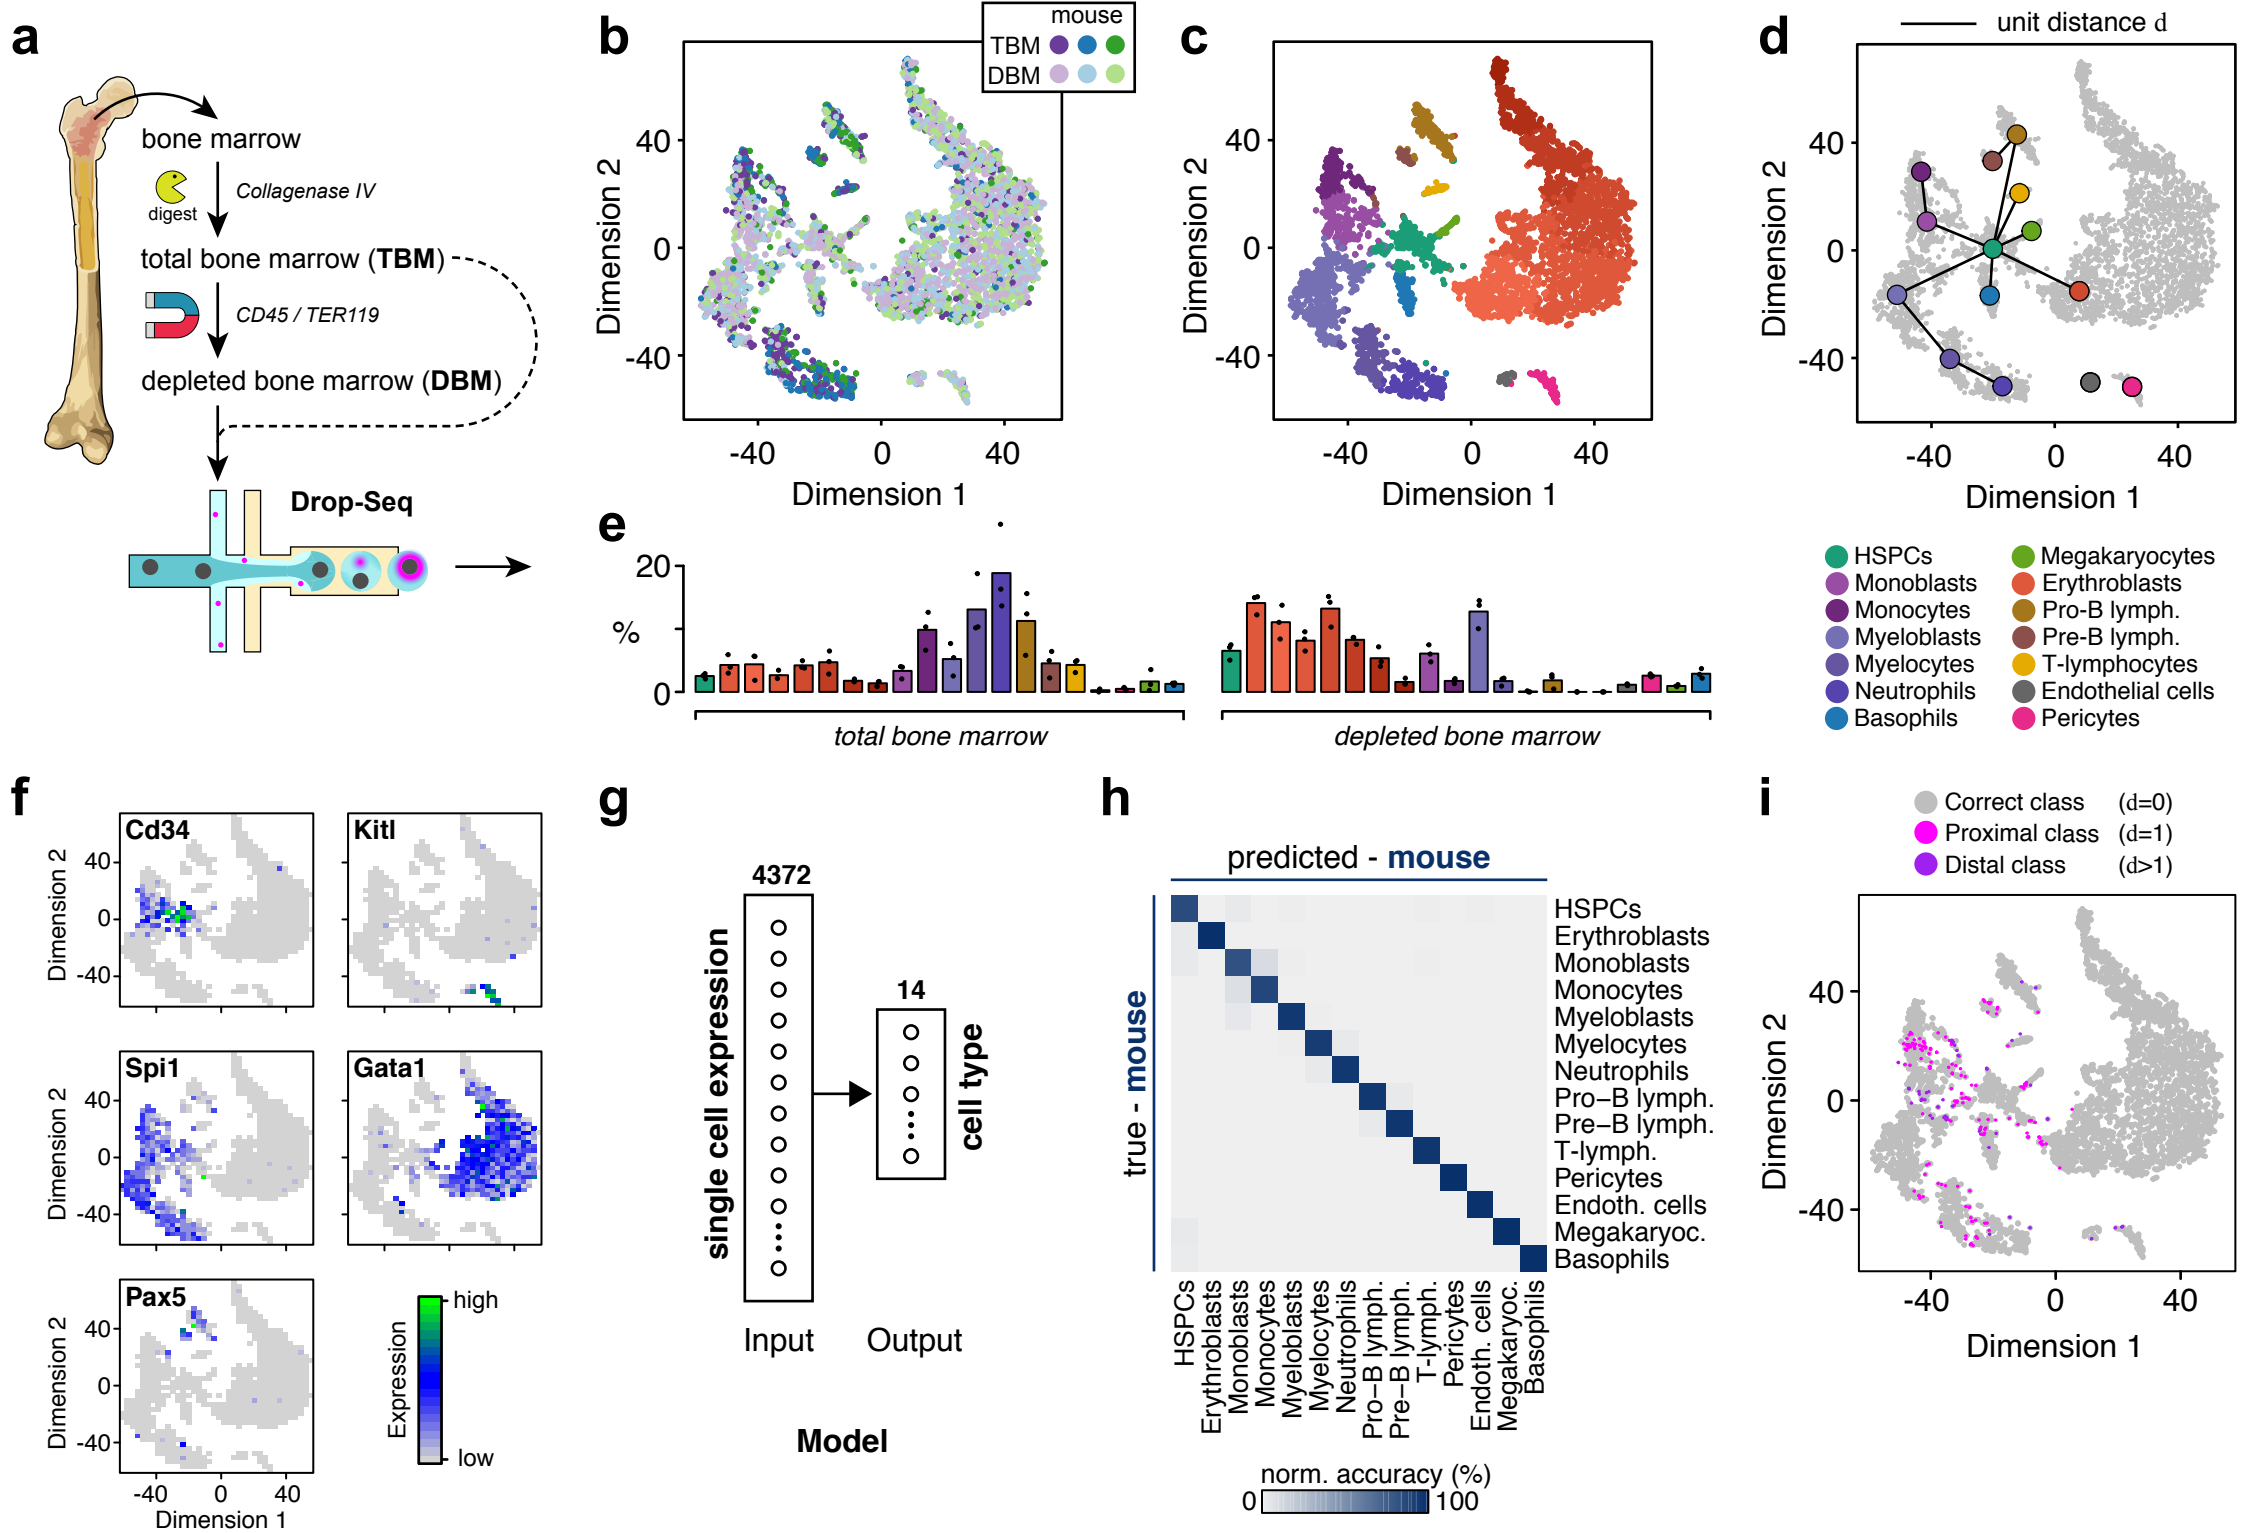 a
bone marrow
digest
Collagenase IV
total bone marrow (TBM)
CD45 / TER119
depleted bone marrow (DBM)
Drop-Seq
b
mouse
TBM
DBM
Dimension 2
40
0
-40
-40 0 40
Dimension 1
c
Dimension 2
40
0
-40
-40 0 40
Dimension 1
d
unit distance d
Dimension 2
40
0
-40
-40 0 40
Dimension 1
HSPCs
Monoblasts
Monocytes
Myeloblasts
Myelocytes
Neutrophils
Basophils
Megakaryocytes
Erythroblasts
Pro-B lymph.
Pre-B lymph.
T-lymphocytes
Endothelial cells
Pericytes
e
20
%
0
total bone marrow
depleted bone marrow
f
Cd34
Kitl
Dimension 2
40
0
-40
Spi1
Gata1
Dimension 2
40
0
-40
Pax5
Dimension 2
40
0
-40
-40 0 40
Dimension 1
Expression
high
low
g
4372
single cell expression
14
cell type
Input
Output
Model
h
predicted - mouse
true - mouse
HSPCs
Erythroblasts
Monoblasts
Monocytes
Myeloblasts
Myelocytes
Neutrophils
Pro−B lymph.
Pre−B lymph.
T-lymph.
Pericytes
Endoth. cells
Megakaryoc.
Basophils
HSPCs
Erythroblasts
Monoblasts
Monocytes
Myeloblasts
Myelocytes
Neutrophils
Pro−B lymph.
Pre−B lymph.
T-lymph.
Pericytes
Endoth. cells
Megakaryoc.
Basophils
norm. accuracy (%)
0 100
i
Correct class (d=0)
Proximal class (d=1)
Distal class (d>1)
Dimension 2
40
0
-40
-40 0 40
Dimension 1